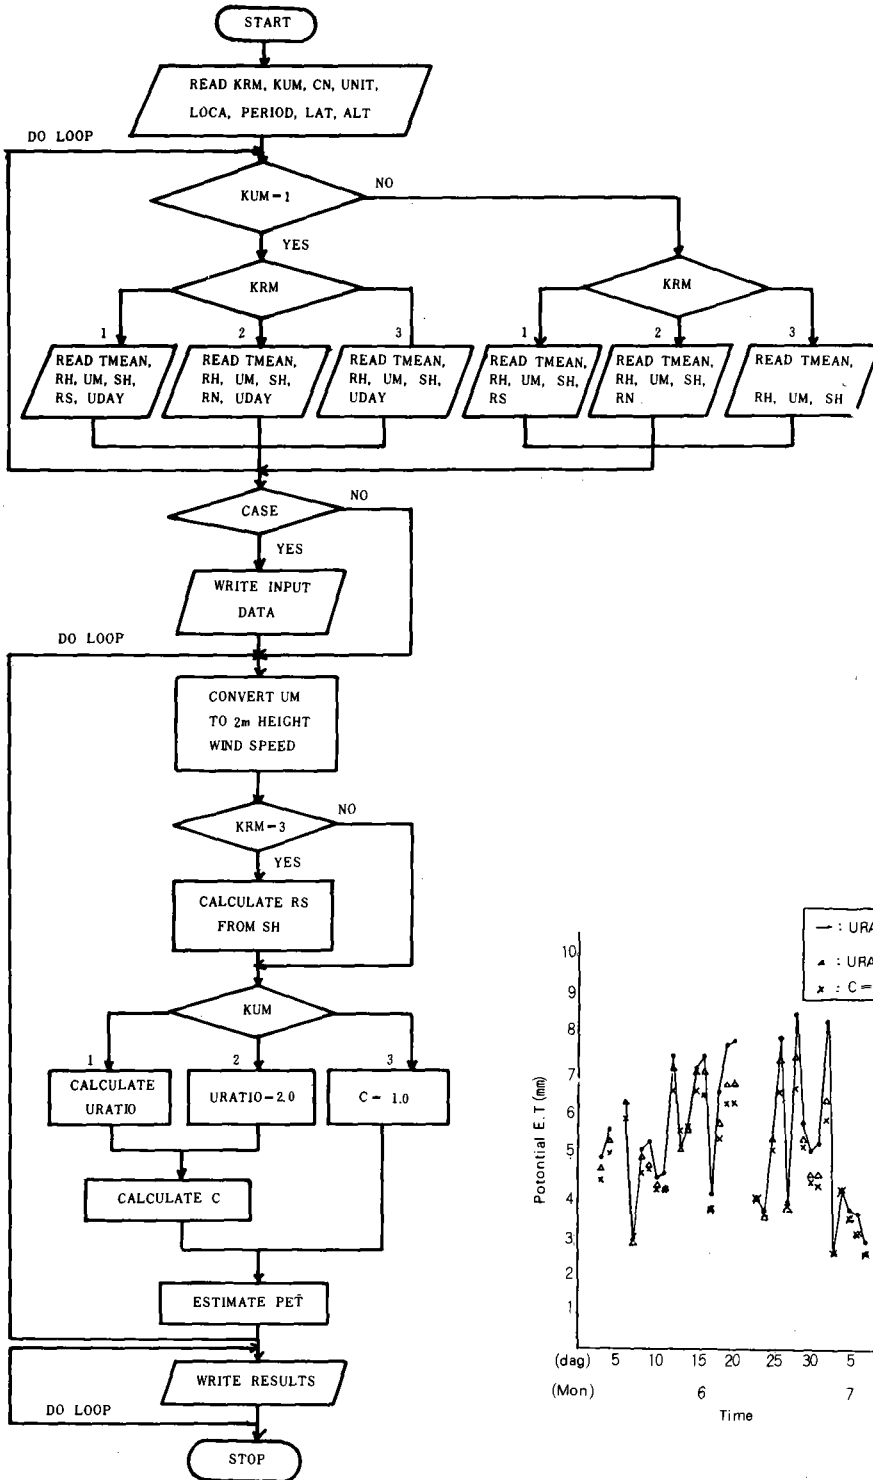 START
READ KRM, KUM, CN, UNIT,
LOCA, PERIOD, LAT, ALT
DO LOOP
KUM=1
NO
YES
KRM
KRM
1
2
3
1
2
3
READ TMEAN,
RH, UM, SH,
RS, UDAY
READ TMEAN,
RH, UM, SH,
RN, UDAY
READ TMEAN,
RH, UM, SH,
UDAY
READ TMEAN,
RH, UM, SH,
RS
READ TMEAN,
RH, UM, SH,
RN
READ TMEAN,
RH, UM, SH
CASE
NO
YES
WRITE INPUT
DATA
DO LOOP
CONVERT UM
TO 2m HEIGHT
WIND SPEED
KRM=3
NO
YES
CALCULATE RS
FROM SH
KUM
1
2
3
CALCULATE
URATIO
URATIO=2.0
C= 1.0
CALCULATE C
ESTIMATE PET
WRITE RESULTS
DO LOOP
STOP
: URA
: URA
x : C=
10
9
8
7
6
5
4
3
2
1
Potontial E.T (mm)
(dag) 5 10 15 20 25 30 5
(Mon) 6 7
Time